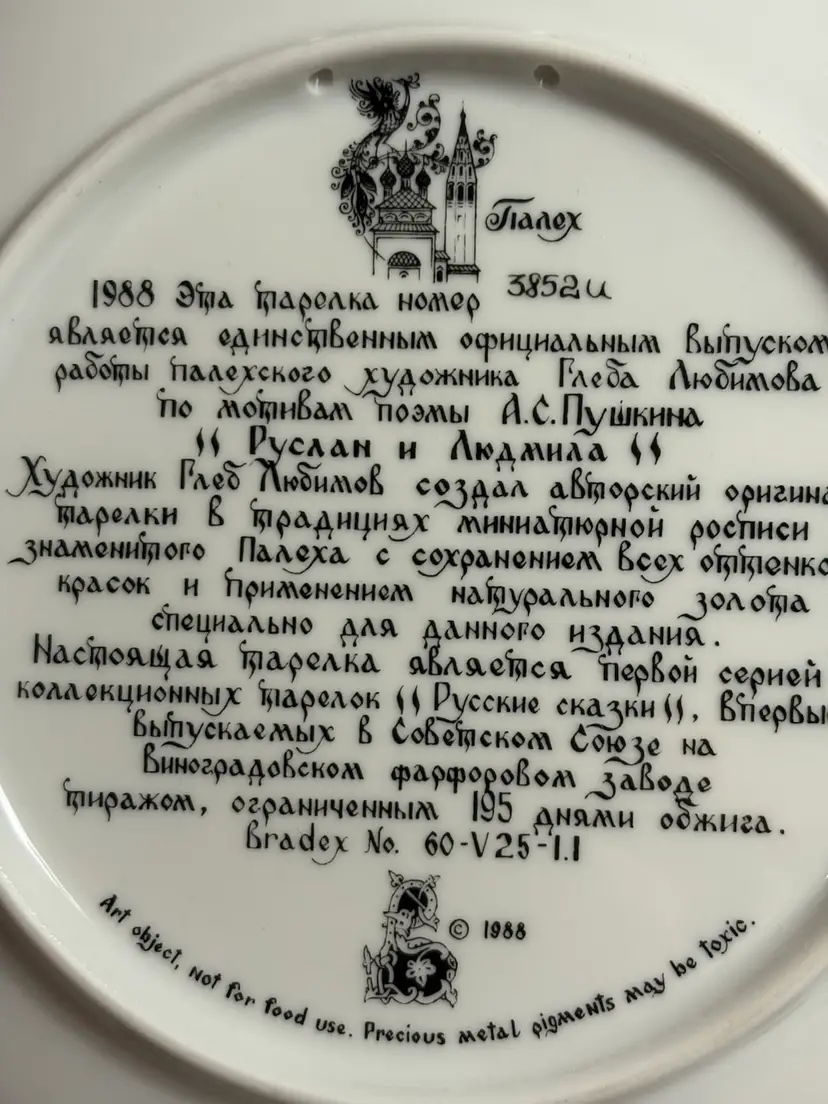 Палех
1988 Эта тарелка номер 3852и
является единственным официальным выпуском
работы палехского художника Глеба Любимова
по мотивам поэмы А.С.Пушкина
"Руслан и Людмила"
Художник Глеб Любимов создал авторский оригина
тарелки в традициях миниатюрной росписи
знаменитого Палеха с сохранением всех оттенко
красок и применением натурального золота
специально для данного издания.
Настоящая тарелка является первой серией
коллекционных тарелок "Русские сказки", впервы
выпускаемых в Советском Союзе на
Виноградовском фарфоровом заводе
тиражом, ограниченным 195 днями обжига.
Bradex No. 60-V25-1.1
© 1988
Art object, not for food use. Precious metal pigments may be toxic.